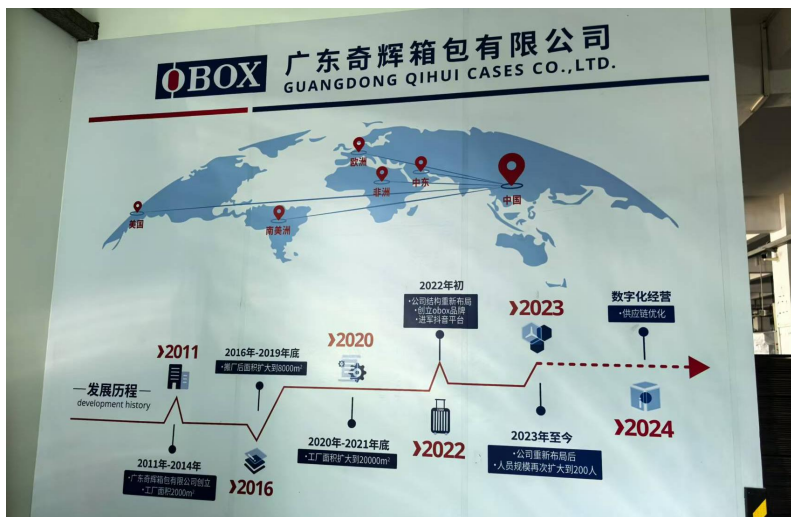 OBOX
广东奇辉箱包有限公司
GUANGDONG QIHUI CASES CO.,LTD.
欧洲
中东
非洲
中国
美国
南美洲
2022年初
·公司结构重新布局
·创立obox品牌
·进军抖音平台
数字化经营
·供应链优化
2023
2020
2011
2016年-2019年底
·搬厂后面积扩大到8000m²
发展历程
development history
2011年-2014年
·广东奇辉箱包有限公司创立
·工厂面积2000m²
2016
2020年-2021年底
·工厂面积扩大到20000m²
2022
2023年至今
·公司重新布局后
·人员规模再次扩大到200人
2024